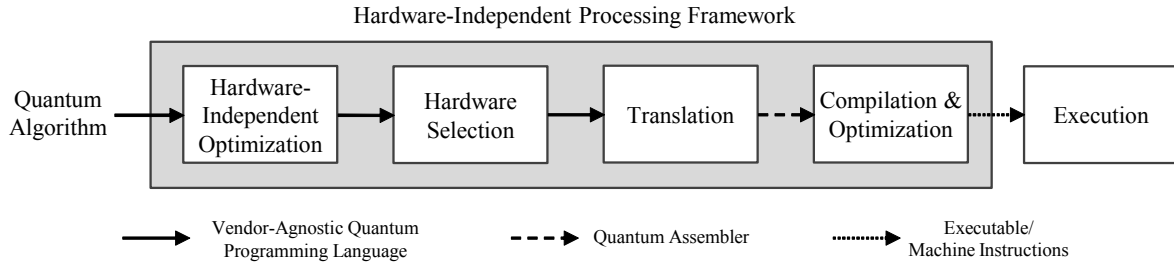 Hardware-Independent Processing Framework
Quantum
Algorithm
Hardware-
Independent
Optimization
Hardware
Selection
Translation
Compilation &
Optimization
Execution
Vendor-Agnostic Quantum
Programming Language
Quantum Assembler
Executable/
Machine Instructions